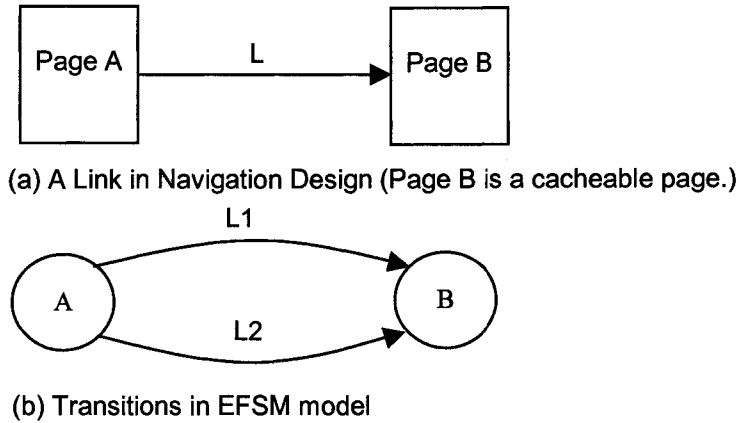 Page A
L
Page B
(a) A Link in Navigation Design (Page B is a cacheable page.)
L1
A
B
L2
(b) Transitions in EFSM model